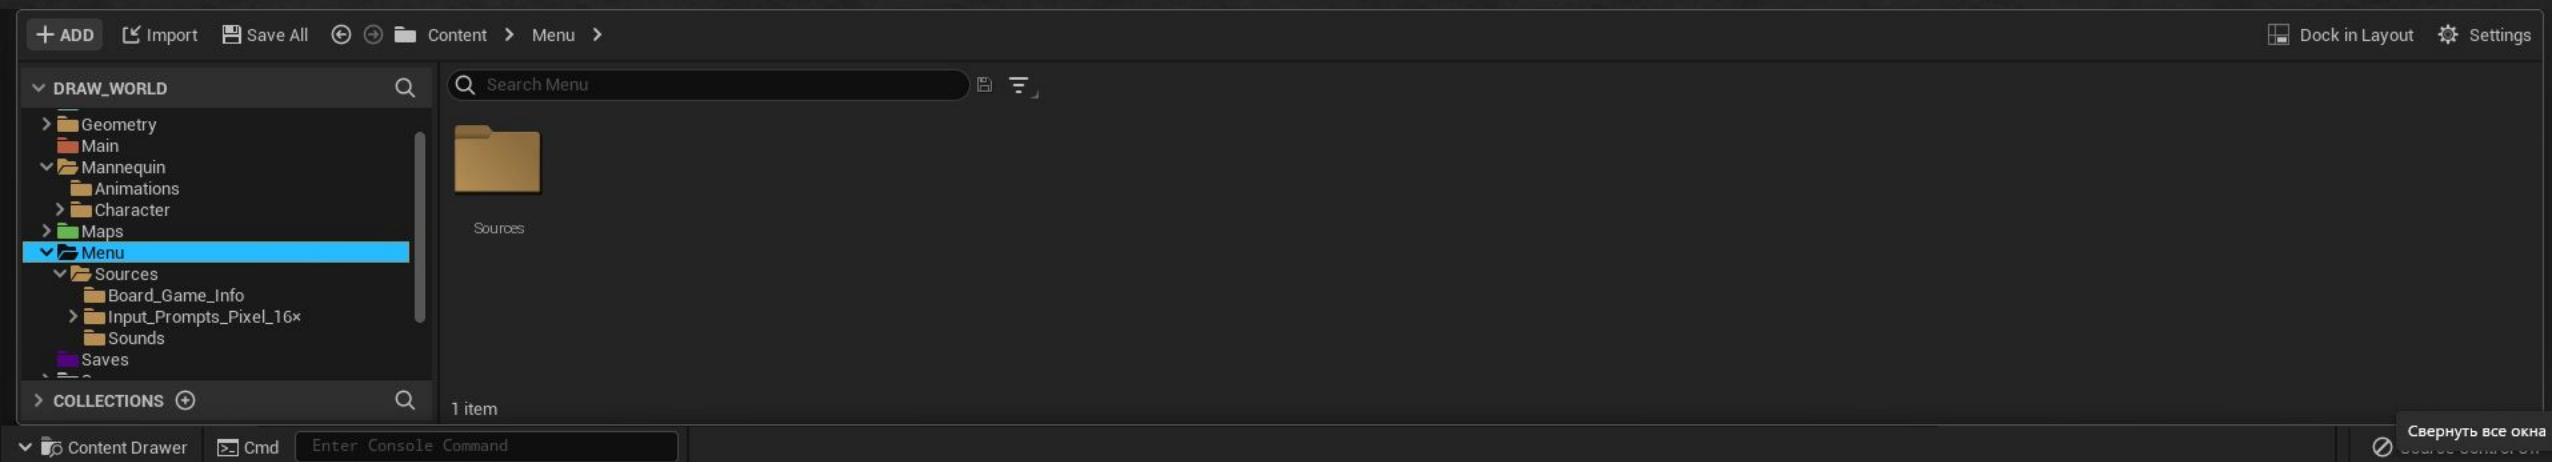 ADD Import Save All Content Menu Dock in Layout Settings
DRAW_WORLD
Geometry
Main
Mannequin
Animations
Character
Maps
Menu
Sources
Board_Game_Info
Input_Prompts_Pixel_16×
Sounds
Saves
COLLECTIONS
Search Menu
Sources
1 item
Content Drawer Cmd Enter Console Command
Свернуть все окна